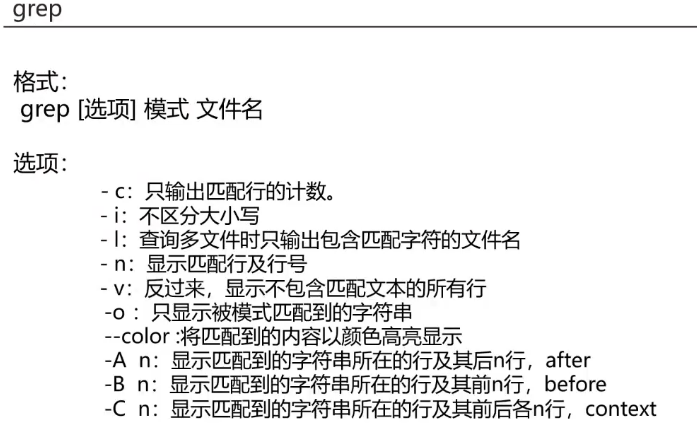 grep
格式：
grep [选项] 模式 文件名
选项：
- c：只输出匹配行的计数。
- i：不区分大小写
- l：查询多文件时只输出包含匹配字符的文件名
- n：显示匹配行及行号
- v：反过来，显示不包含匹配文本的所有行
-o ：只显示被模式匹配到的字符串
--color :将匹配到的内容以颜色高亮显示
-A n：显示匹配到的字符串所在的行及其后n行，after
-B n：显示匹配到的字符串所在的行及其前n行，before
-C n：显示匹配到的字符串所在的行及其前后各n行，context